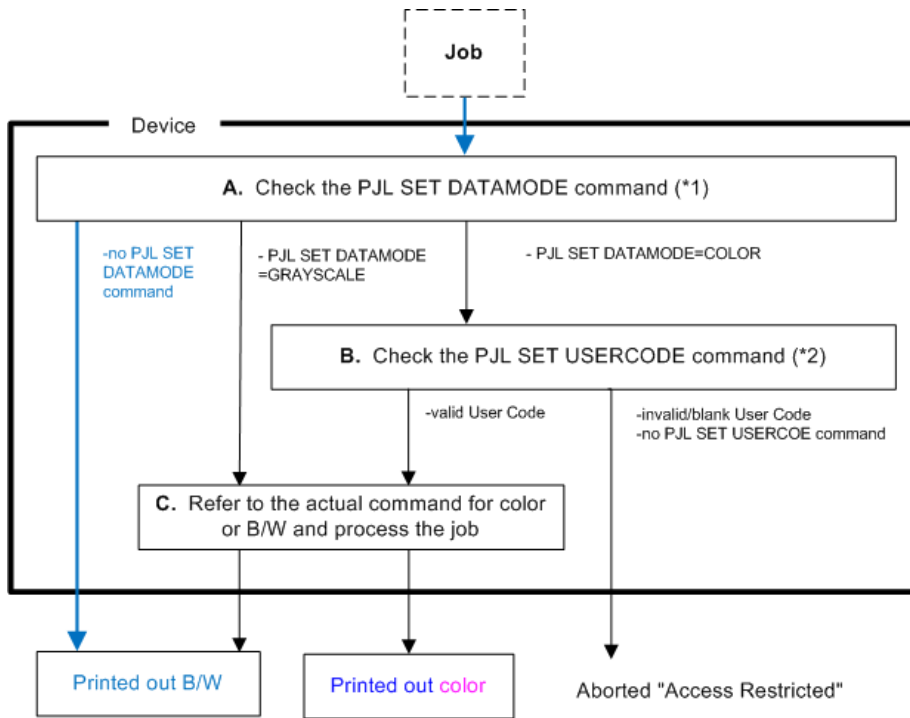 Job
Device
A. Check the PJL SET DATAMODE command (*1)
-no PJL SET
DATAMODE
command
- PJL SET DATAMODE
=GRAYSCALE
- PJL SET DATAMODE=COLOR
B. Check the PJL SET USERCODE command (*2)
-valid User Code
-invalid/blank User Code
-no PJL SET USERCOE command
C. Refer to the actual command for color
or B/W and process the job
Printed out B/W
Printed out color
Aborted "Access Restricted"